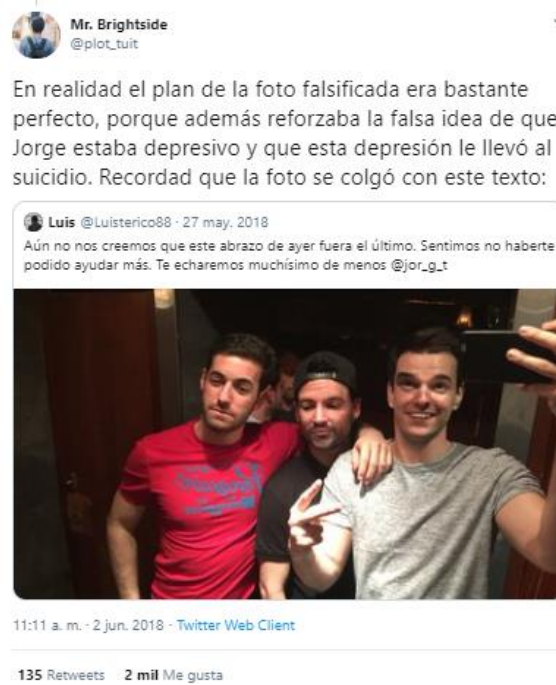 Mr. Brightside
@plot_tuit
En realidad el plan de la foto falsificada era bastante
perfecto, porque además reforzaba la falsa idea de que
Jorge estaba depresivo y que esta depresión le llevó al
suicidio. Recordad que la foto se colgó con este texto:
Luis @Luisterico88 · 27 may. 2018
Aún no nos creemos que este abrazo de ayer fuera el último. Sentimos no haberte
podido ayudar más. Te echaremos muchísimo de menos @jor_g_t
11:11 a. m. · 2 jun. 2018 · Twitter Web Client
135 Retweets 2 mil Me gusta